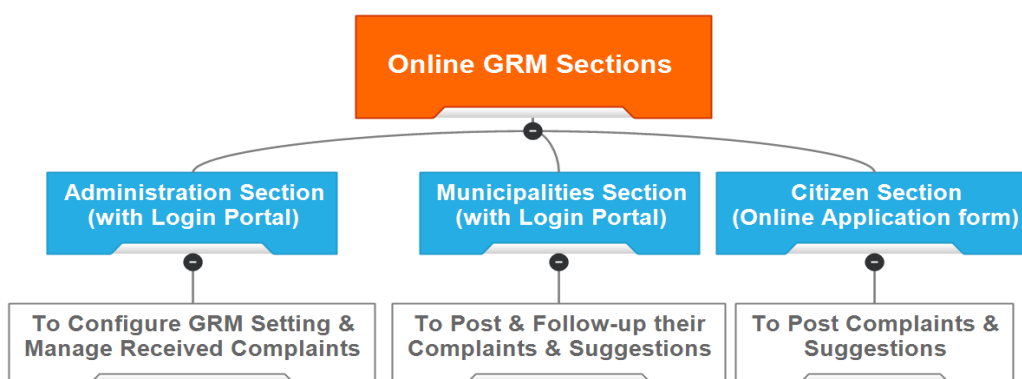 Online GRM Sections
Administration Section
(with Login Portal)
Municipalities Section
(with Login Portal)
Citizen Section
(Online Application form)
To Configure GRM Setting &
Manage Received Complaints
To Post & Follow-up their
Complaints & Suggestions
To Post Complaints &
Suggestions